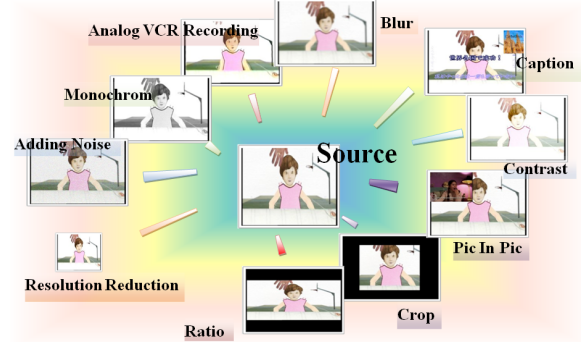 Analog VCR Recording
Blur
Caption
Monochrom
Adding Noise
Source
Contrast
Pic In Pic
Resolution Reduction
Crop
Ratio